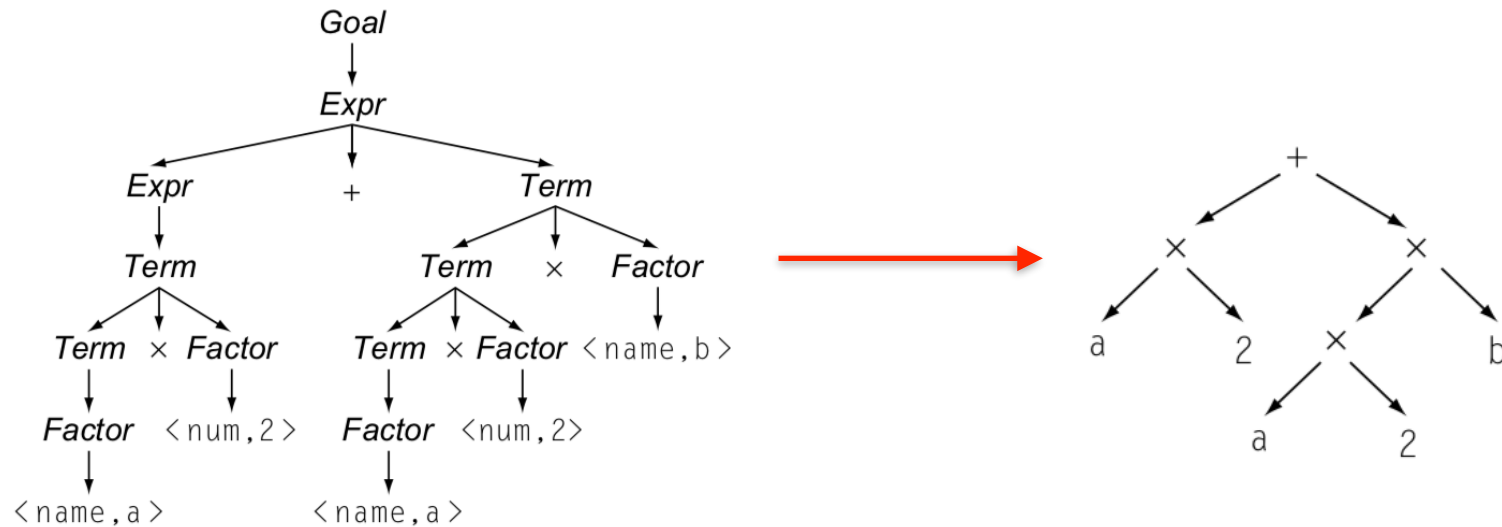 Goal
Expr
Expr + Term
Term Term × Factor
Term × Factor Term × Factor <name,b>
Factor <num,2> Factor <num,2>
<name,a> <name,a>
+
× ×
a 2 × b
a 2